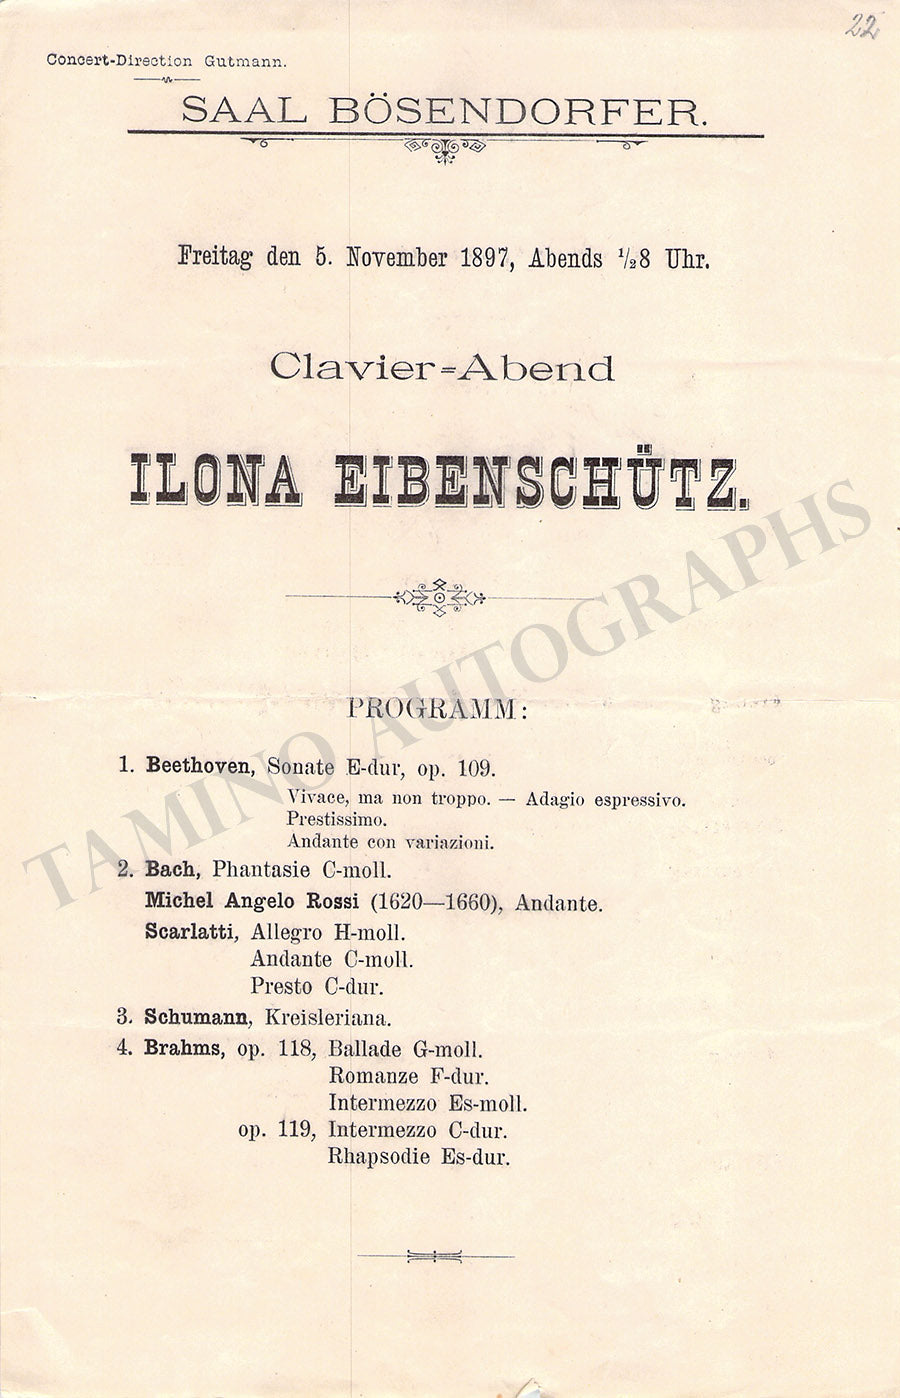 22
Concert-Direction Gutmann.
SAAL BÖSENDORFER.
Freitag den 5. November 1897, Abends ½8 Uhr.
Clavier=Abend
ILONA EIBENSCHÜTZ.
TAMINO AUTOGRAPHS
PROGRAMM:
1. Beethoven, Sonate E-dur, op. 109.
Vivace, ma non troppo. — Adagio espressivo.
Prestissimo.
Andante con variazioni.
2. Bach, Phantasie C-moll.
Michel Angelo Rossi (1620—1660), Andante.
Scarlatti, Allegro H-moll.
Andante C-moll.
Presto C-dur.
3. Schumann, Kreisleriana.
4. Brahms, op. 118, Ballade G-moll.
Romanze F-dur.
Intermezzo Es-moll.
op. 119, Intermezzo C-dur.
Rhapsodie Es-dur.